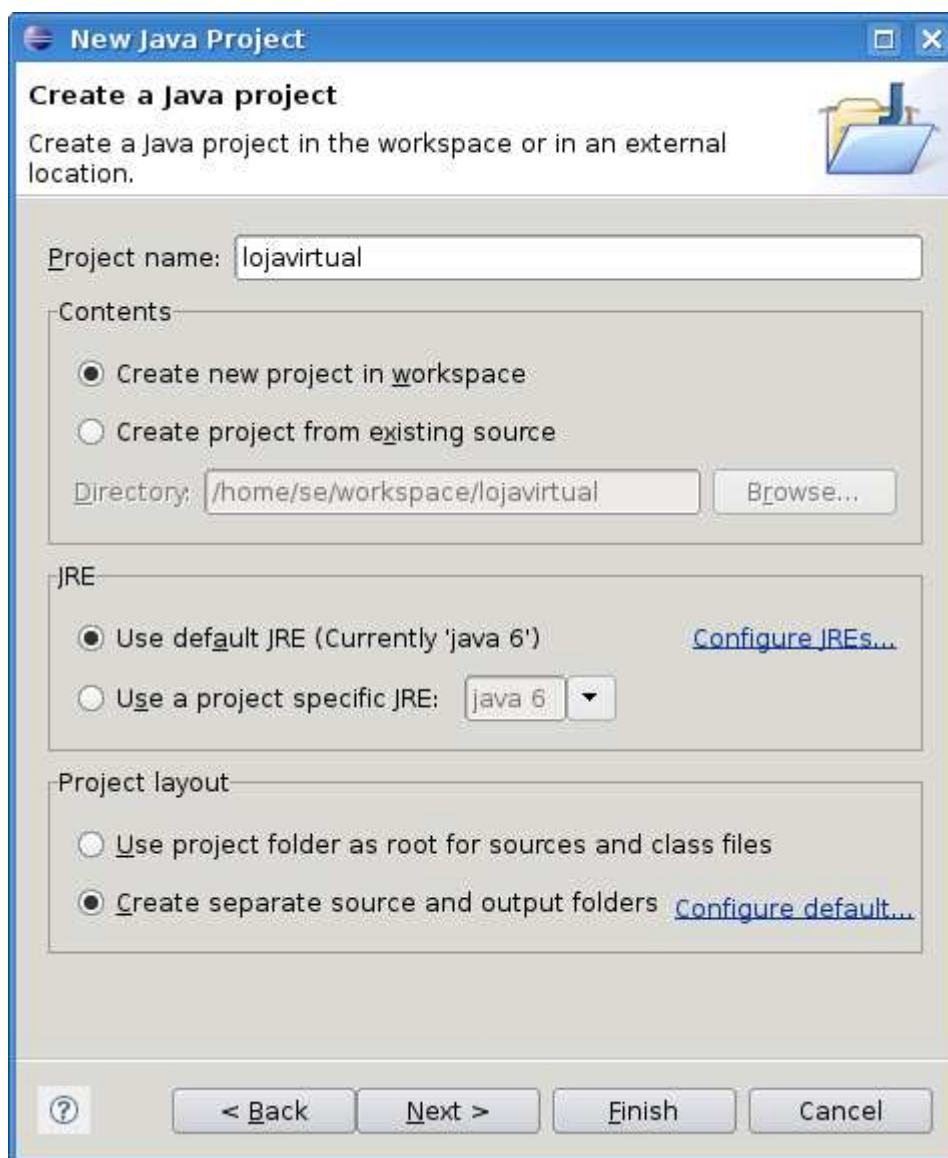 New Java Project
Create a Java project
Create a Java project in the workspace or in an external
location.
Project name: lojavirtual
Contents
Create new project in workspace
Create project from existing source
Directory: /home/se/workspace/lojavirtual Browse...
JRE
Use default JRE (Currently 'java 6') Configure JREs...
Use a project specific JRE: java 6
Project layout
Use project folder as root for sources and class files
Create separate source and output folders Configure default...
? < Back Next > Finish Cancel